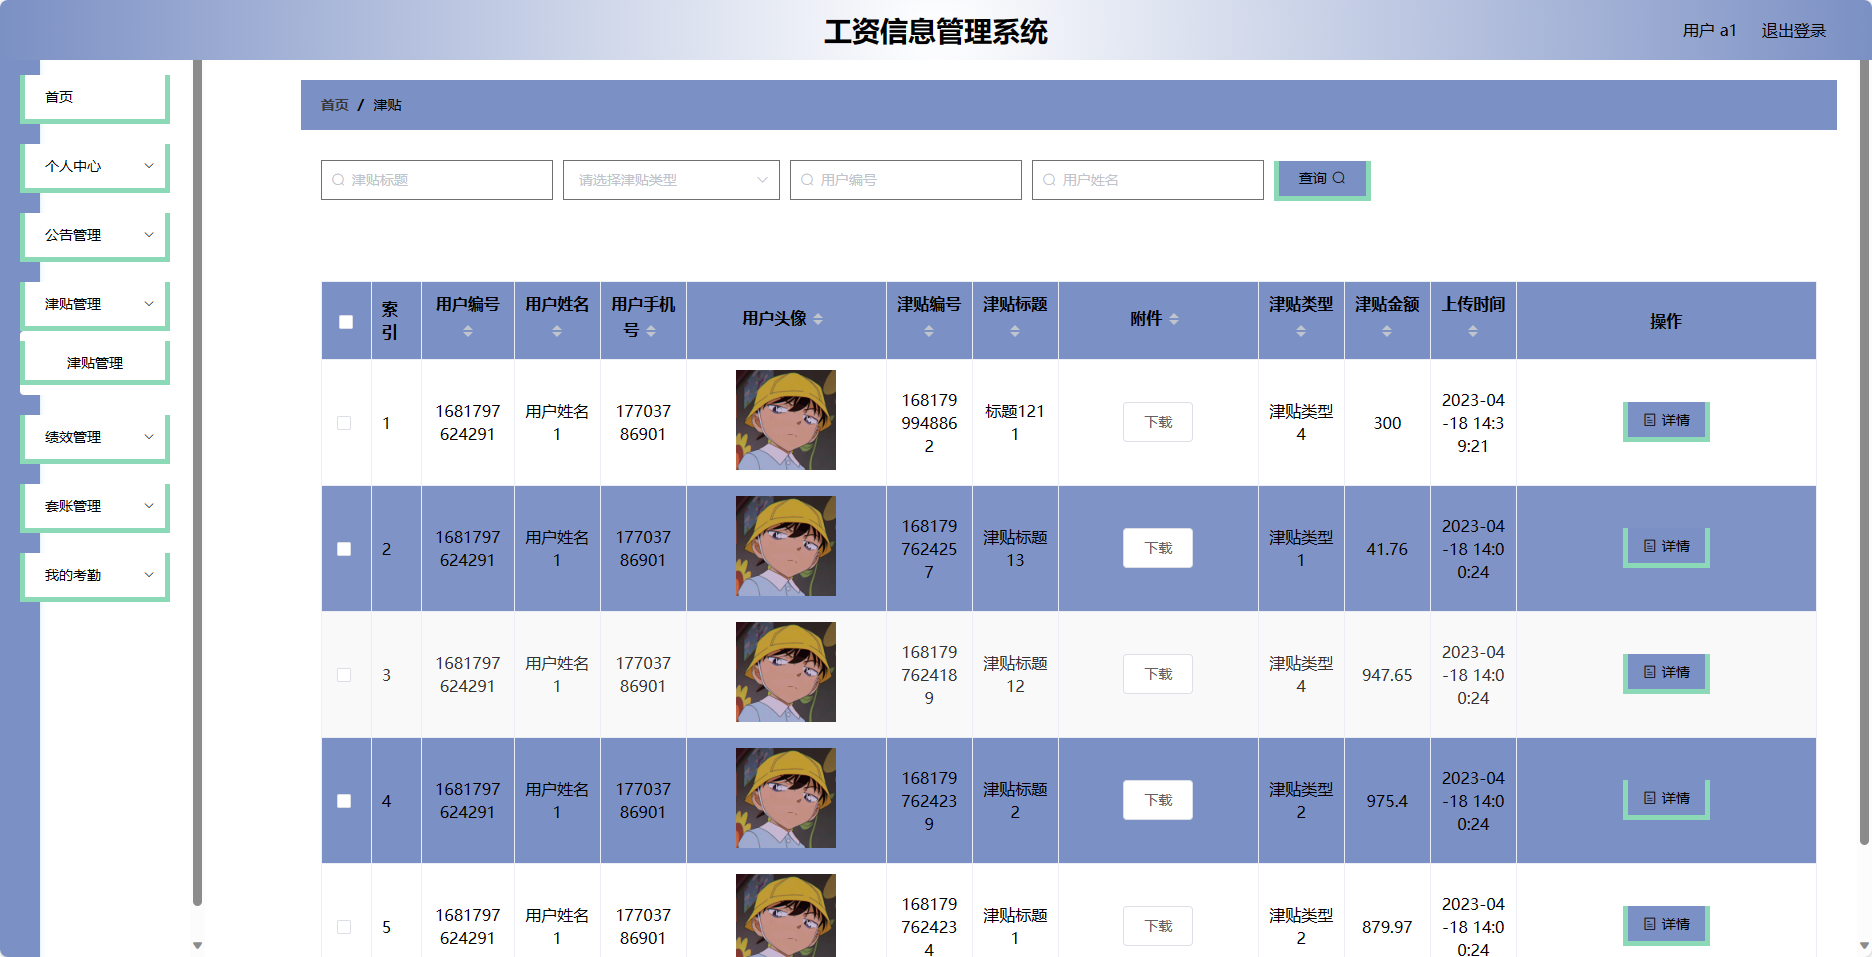 工资信息管理系统
用户 a1
退出登录
首页
个人中心
公告管理
津贴管理
津贴管理
绩效管理
套账管理
我的考勤
首页 / 津贴
津贴标题
请选择津贴类型
用户编号
用户姓名
查询
索引
用户编号
用户姓名
用户手机号
用户头像
津贴编号
津贴标题
附件
津贴类型
津贴金额
上传时间
操作
1
1681797624291
用户姓名1
17703786901
1681799948862
标题1211
下载
津贴类型4
300
2023-04-18 14:39:21
详情
2
1681797624291
用户姓名1
17703786901
1681797624257
津贴标题13
下载
津贴类型1
41.76
2023-04-18 14:00:24
详情
3
1681797624291
用户姓名1
17703786901
1681797624189
津贴标题12
下载
津贴类型4
947.65
2023-04-18 14:00:24
详情
4
1681797624291
用户姓名1
17703786901
1681797624239
津贴标题2
下载
津贴类型2
975.4
2023-04-18 14:00:24
详情
5
1681797624291
用户姓名1
17703786901
1681797624234
津贴标题1
下载
津贴类型2
879.97
2023-04-18 14:00:24
详情